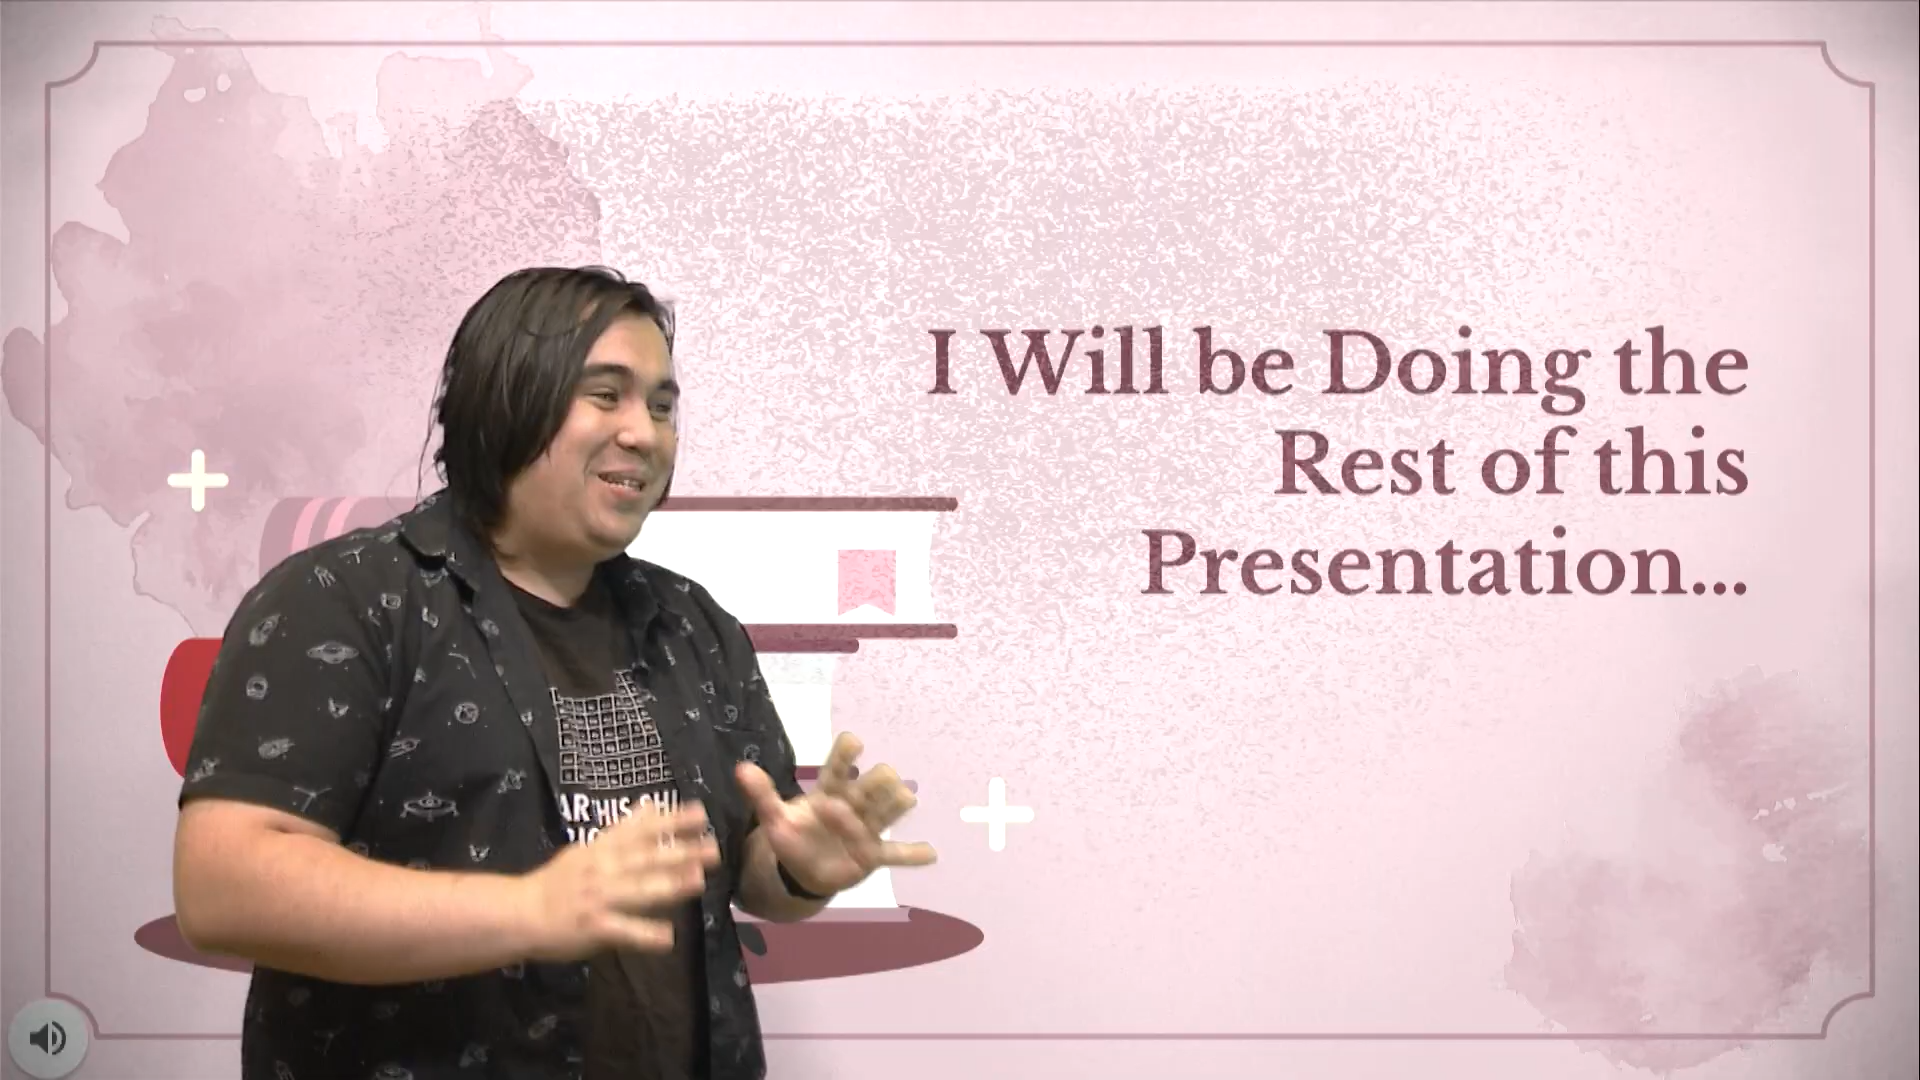 I Will be Doing the
Rest of this
Presentation...